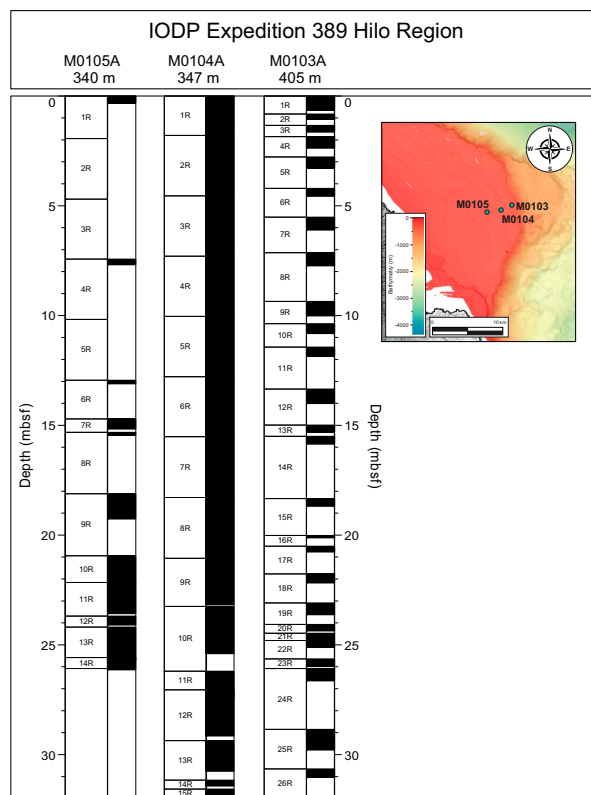 IODP Expedition 389 Hilo Region
M0105A M0104A M0103A
340 m 347 m 405 m
0
5
10
15
20
25
30
Depth (mbsf)
1R
2R
3R
4R
5R
6R
7R
8R
9R
10R
11R
12R
13R
14R
1R
2R
3R
4R
5R
6R
7R
8R
9R
10R
11R
12R
13R
14R
15R
1R
2R
3R
4R
5R
6R
7R
8R
9R
10R
11R
12R
13R
14R
15R
16R
17R
18R
19R
20R
21R
22R
23R
24R
25R
26R
0
5
10
15
20
25
30
Depth (mbsf)
N
W E
S
M0105
M0103
M0104
Bathymetry (m)
0
-1000
-2000
-3000
-4000
0 10 km